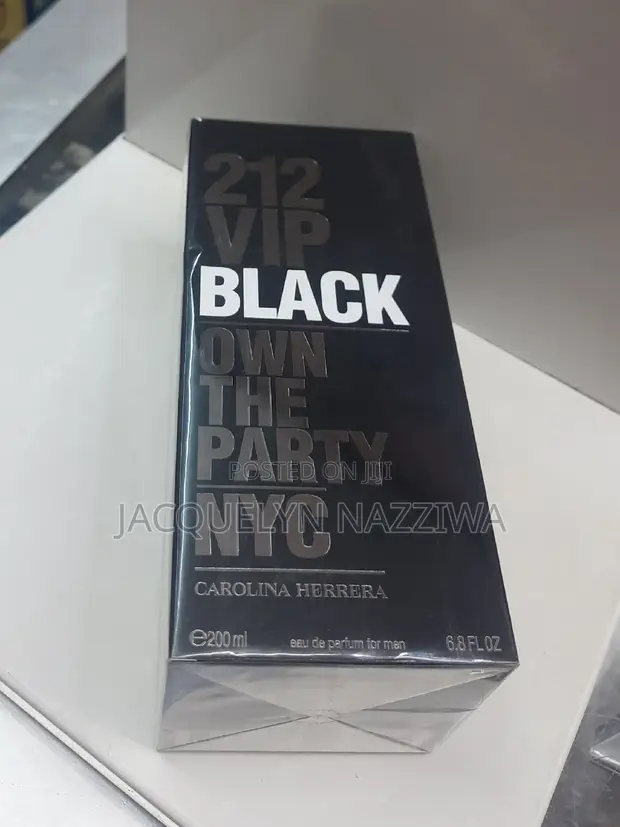 212
VIP
BLACK
OWN
THE
PARTY
POSTED ON JIJI
NYC
JACQUELYN NAZZIWA
CAROLINA HERRERA
℮200 ml eau de parfum for men 6.8 FL OZ